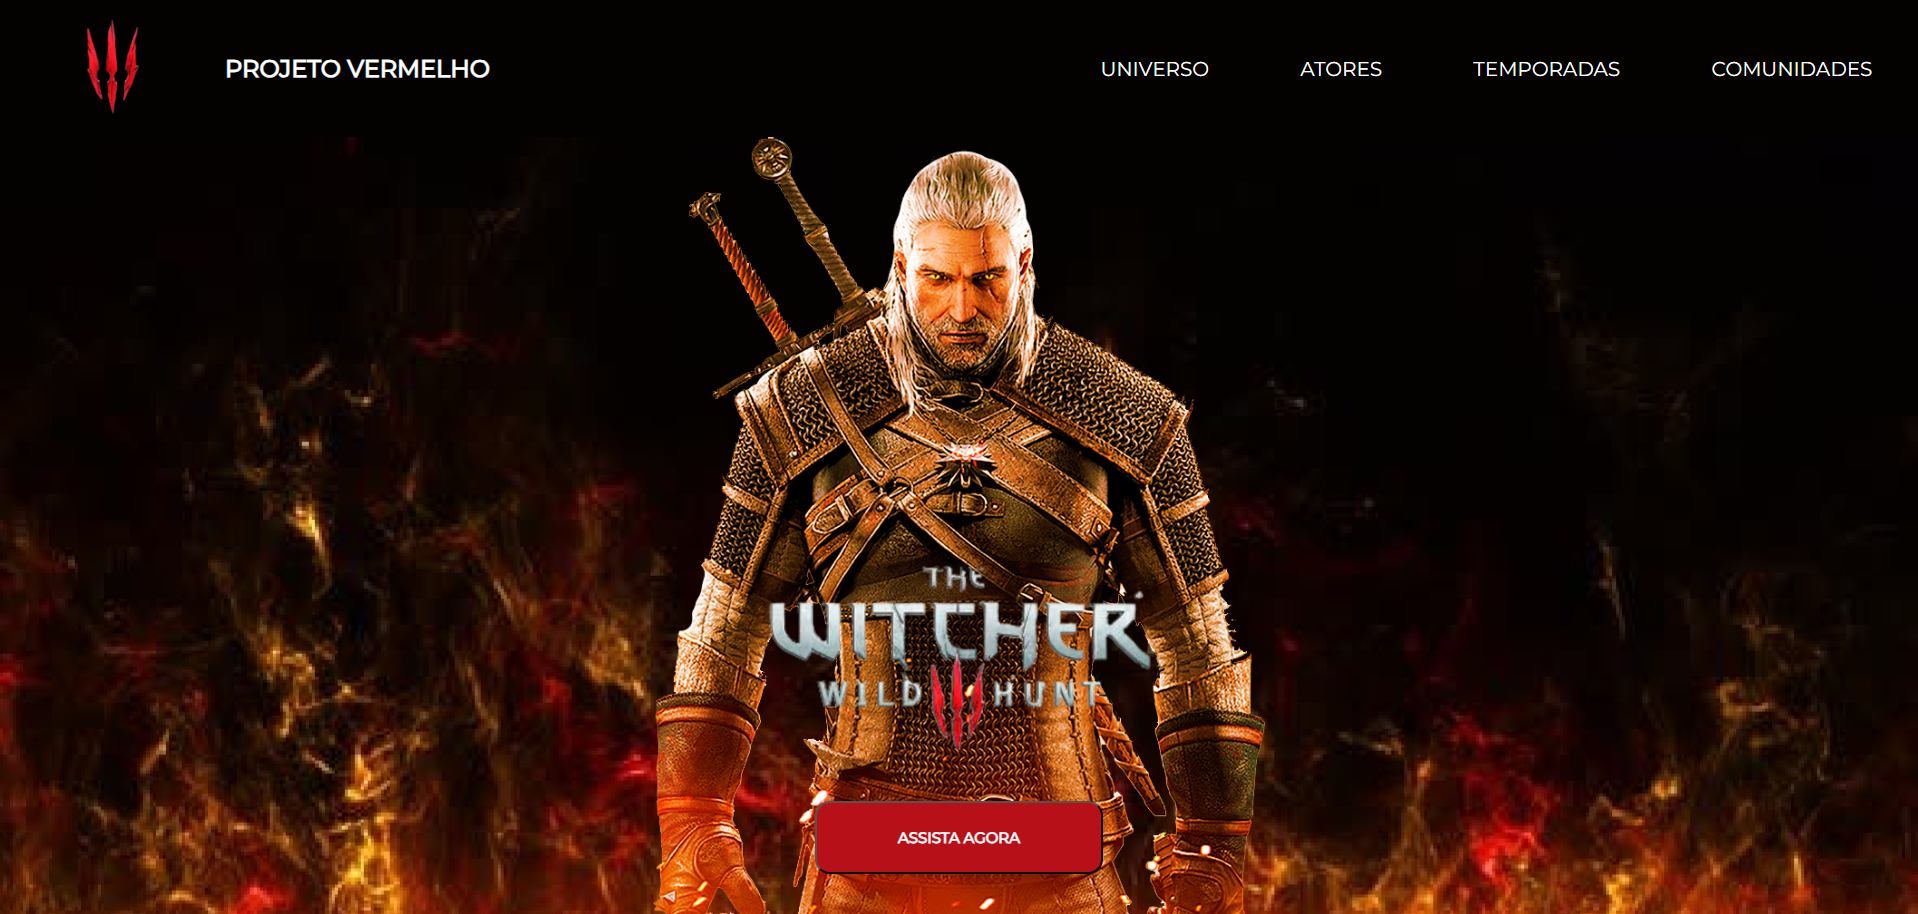 PROJETO VERMELHO
UNIVERSO
ATORES
TEMPORADAS
COMUNIDADES
THE
WITCHER
WILD HUNT
ASSISTA AGORA